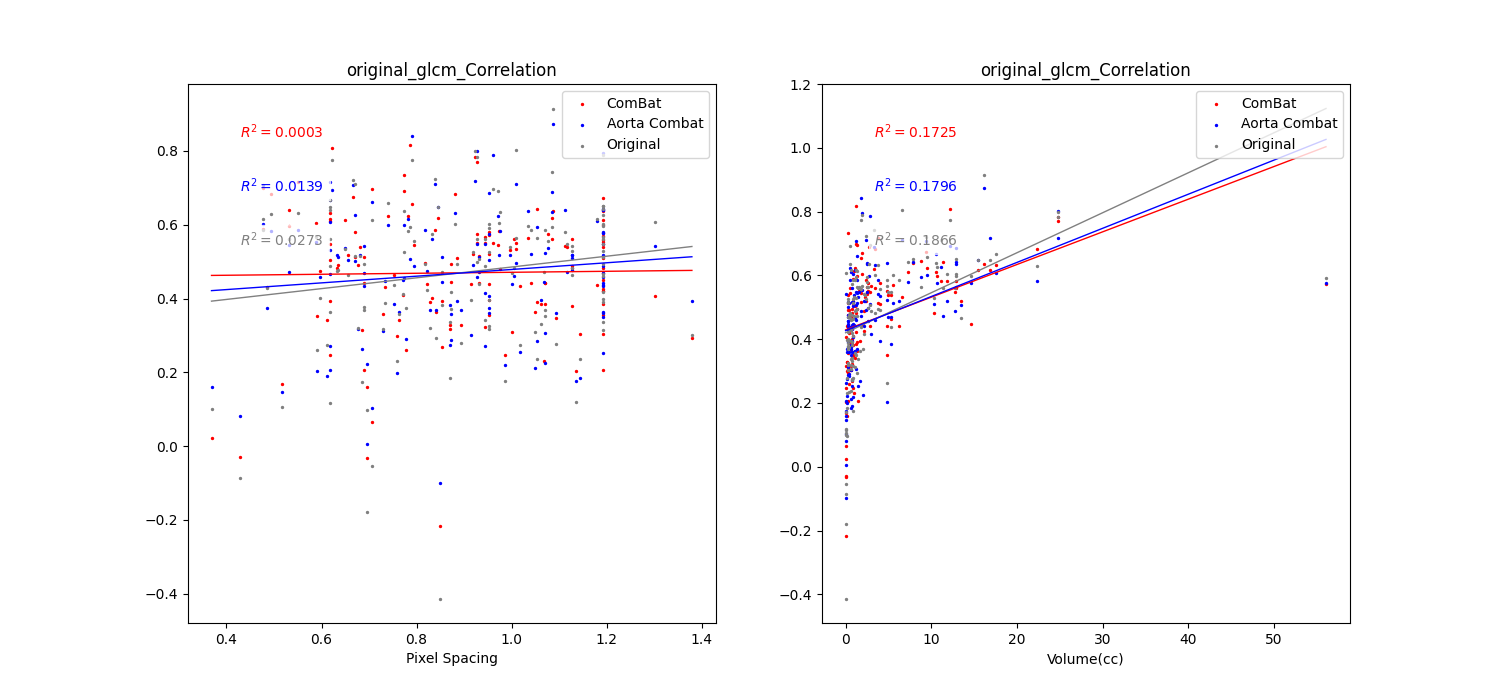 original_glcm_Correlation
ComBat
Aorta Combat
Original
R² = 0.0003
R² = 0.0139
R² = 0.0273
0.8
0.6
0.4
0.2
0.0
−0.2
−0.4
0.4
0.6
0.8
1.0
1.2
1.4
Pixel Spacing
original_glcm_Correlation
ComBat
Aorta Combat
Original
R² = 0.1725
R² = 0.1796
R² = 0.1866
1.2
1.0
0.8
0.6
0.4
0.2
0.0
−0.2
−0.4
0
10
20
30
40
50
Volume(cc)